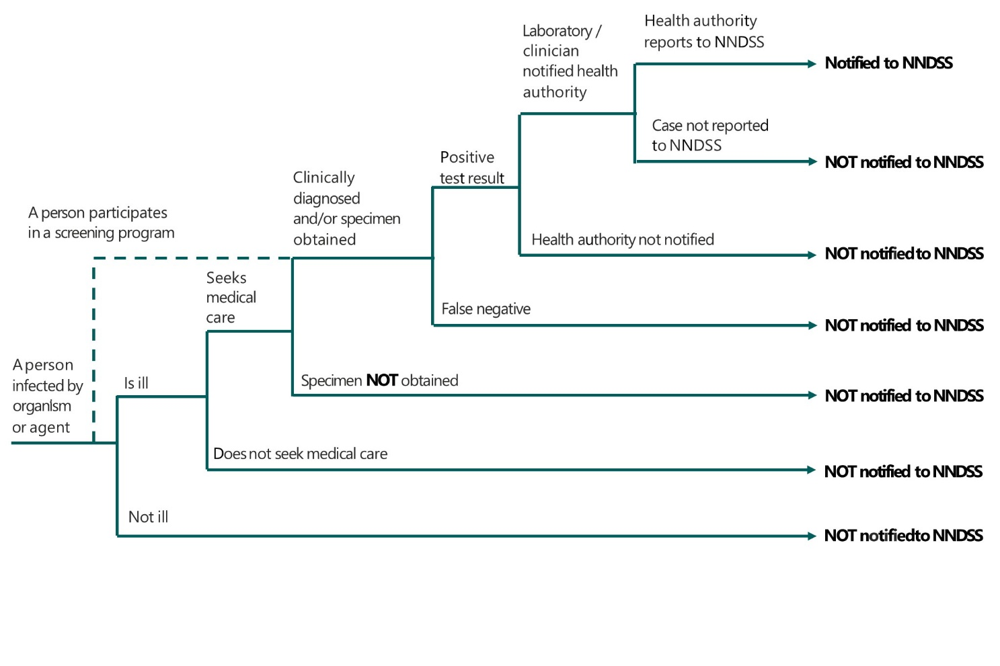 Health authority
reports to NNDSS
Notified to NNDSS
Laboratory /
clinician
notified health
authority
Case not reported
to NNDSS
NOT notified to NNDSS
Positive
test result
Clinically
diagnosed
and/or specimen
obtained
Health authority not notified
NOT notified to NNDSS
A person participates
in a screening program
Seeks
medical
care
False negative
NOT notified to NNDSS
A person
infected by
organism
or agent
Is ill
Specimen NOT obtained
NOT notified to NNDSS
Does not seek medical care
NOT notified to NNDSS
Not ill
NOT notified to NNDSS